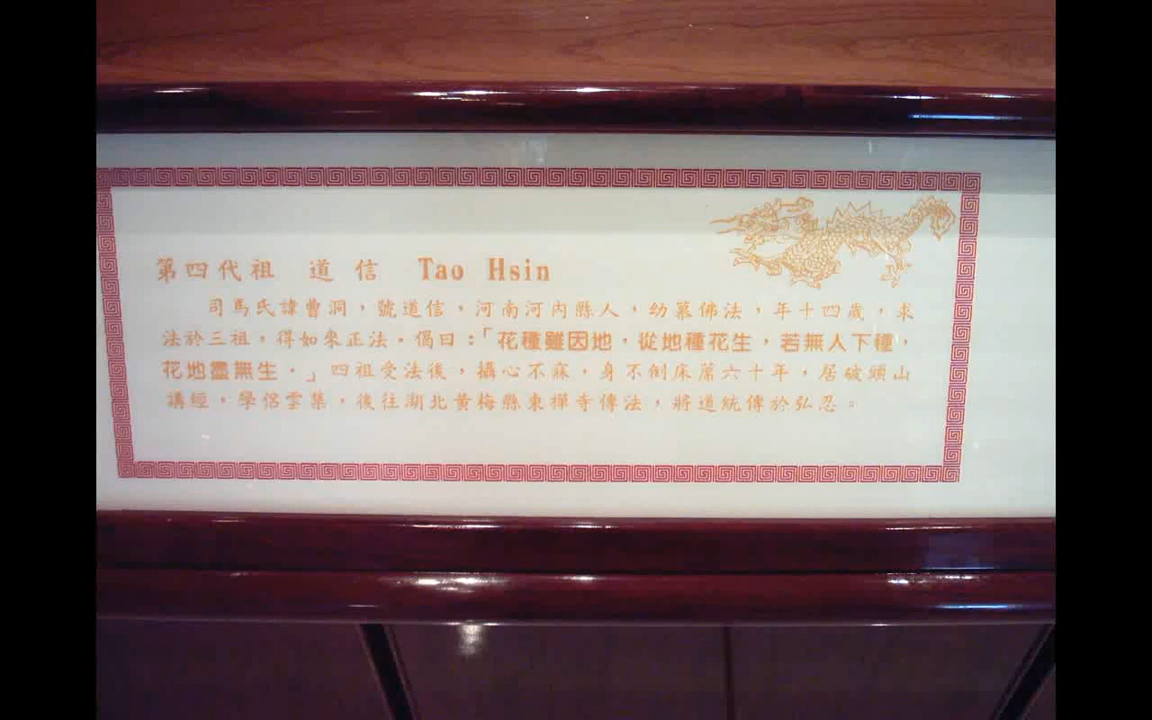 第四代祖 道信 Tao Hsin
司馬氏諱曹洞，號道信，河南河內縣人，幼慕佛法，年十四歲，求
法於三祖，得如來正法。偈曰：「花種雖因地，從地種花生，若無人下種，
花地盡無生。」四祖受法後，攝心不寐，身不倒床蓆六十年，居破頭山
講經，學侶雲集，後往湖北黃梅縣東禪寺傳法，將道統傳於弘忍。